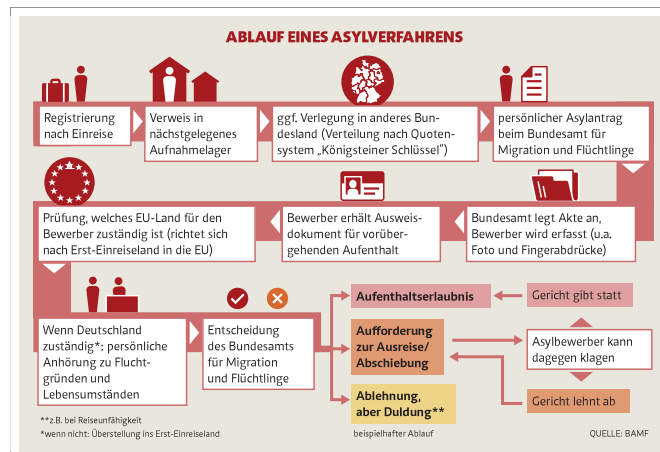 ABLAUF EINES ASYLVERFAHRENS
Registrierung
nach Einreise
Verweis in
nächstgelegenes
Aufnahmelager
ggf. Verlegung in anderes Bun-
desland (Verteilung nach Quoten-
system „Königsteiner Schlüssel“)
persönlicher Asylantrag
beim Bundesamt für
Migration und Flüchtlinge
Bundesamt legt Akte an,
Bewerber wird erfasst (u.a.
Foto und Fingerabdrücke)
Bewerber erhält Ausweis-
dokument für vorüber-
gehenden Aufenthalt
Prüfung, welches EU-Land für den
Bewerber zuständig ist (richtet sich
nach Erst-Einreiseland in die EU)
Wenn Deutschland
zuständig*: persönliche
Anhörung zu Flucht-
gründen und
Lebensumständen
Entscheidung
des Bundesamts
für Migration
und Flüchtlinge
Aufenthaltserlaubnis
Aufforderung
zur Ausreise/
Abschiebung
Ablehnung,
aber Duldung**
Gericht gibt statt
Asylbewerber kann
dagegen klagen
Gericht lehnt ab
**z.B. bei Reiseunfähigkeit
*wenn nicht: Überstellung ins Erst-Einreiseland
beispielhafter Ablauf
QUELLE: BAMF